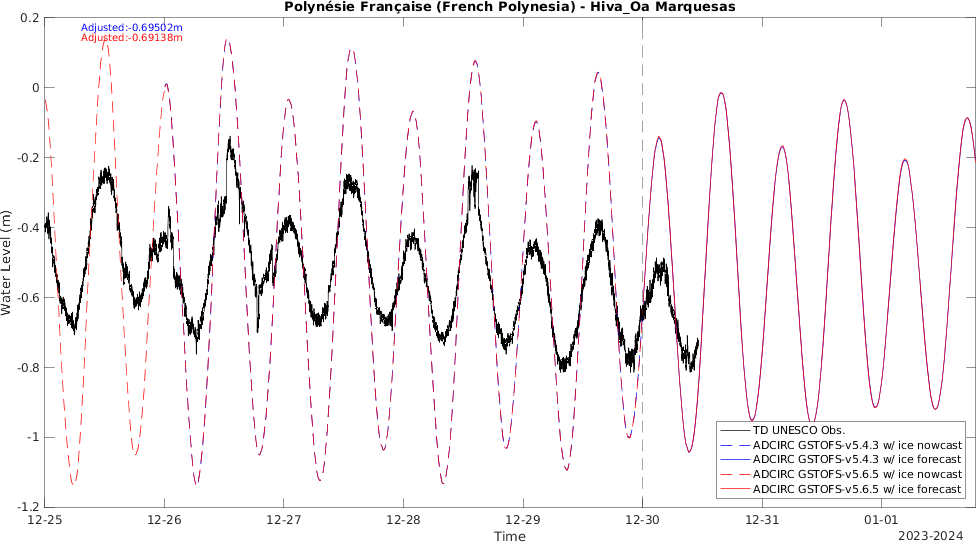 Polynésie Française (French Polynesia) - Hiva_Oa Marquesas
Adjusted:-0.69502m
Adjusted:-0.69138m
0.2
0
-0.2
-0.4
-0.6
-0.8
-1
-1.2
Water Level (m)
TD UNESCO Obs.
ADCIRC GSTOFS-v5.4.3 w/ ice nowcast
ADCIRC GSTOFS-v5.4.3 w/ ice forecast
ADCIRC GSTOFS-v5.6.5 w/ ice nowcast
ADCIRC GSTOFS-v5.6.5 w/ ice forecast
12-25 12-26 12-27 12-28 12-29 12-30 12-31 01-01
Time
2023-2024